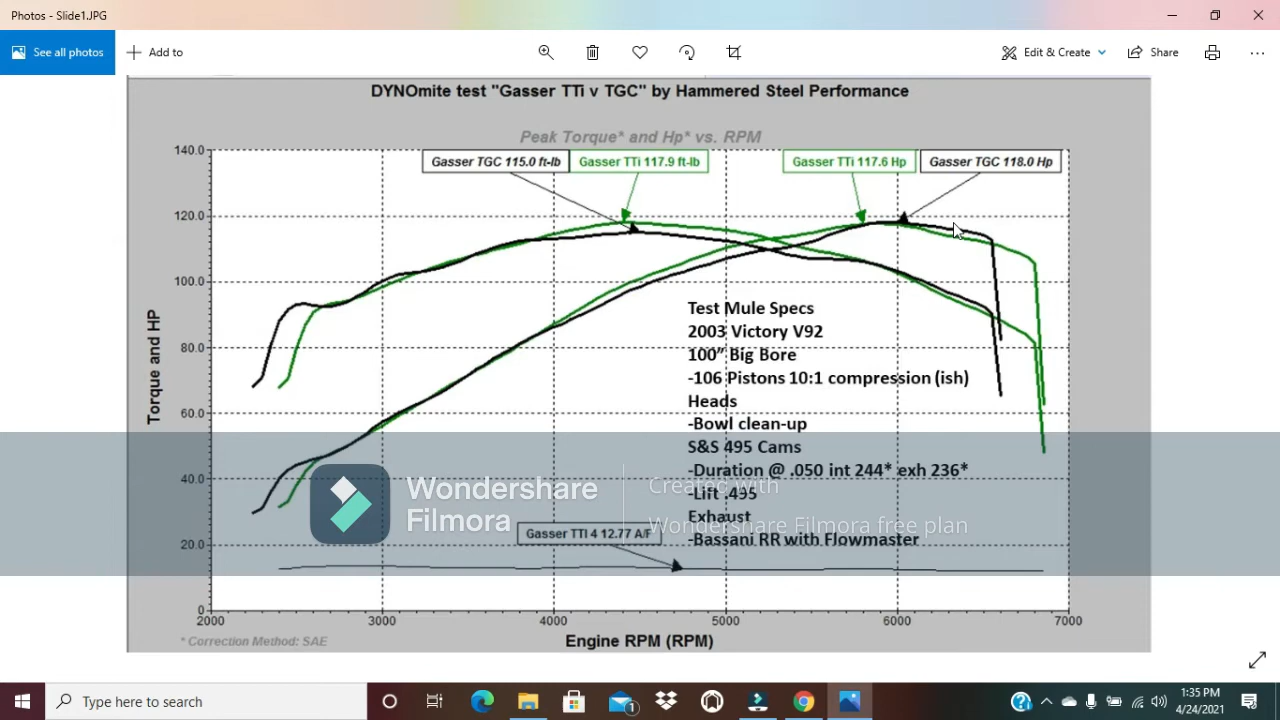 Photos - Slide1.JPG
See all photos
Add to
Edit & Create
Share
DYNOmite test "Gasser TTi v TGC" by Hammered Steel Performance
Peak Torque* and Hp* vs. RPM
Gasser TGC 115.0 ft-lb
Gasser TTi 117.9 ft-lb
Gasser TTi 117.6 Hp
Gasser TGC 118.0 Hp
140.0
120.0
100.0
80.0
60.0
40.0
20.0
0
Torque and HP
Test Mule Specs
2003 Victory V92
100” Big Bore
-106 Pistons 10:1 compression (ish)
Heads
-Bowl clean-up
S&S 495 Cams
-Duration @ .050 int 244* exh 236*
-Lift .495
Exhaust
-Bassani RR with Flowmaster
Wondershare
Filmora
Created with
Wondershare Filmora free plan
Gasser TTI 4 12.77 A/F
2000
3000
4000
5000
6000
7000
* Correction Method: SAE
Engine RPM (RPM)
Type here to search
1
1:35 PM
4/24/2021